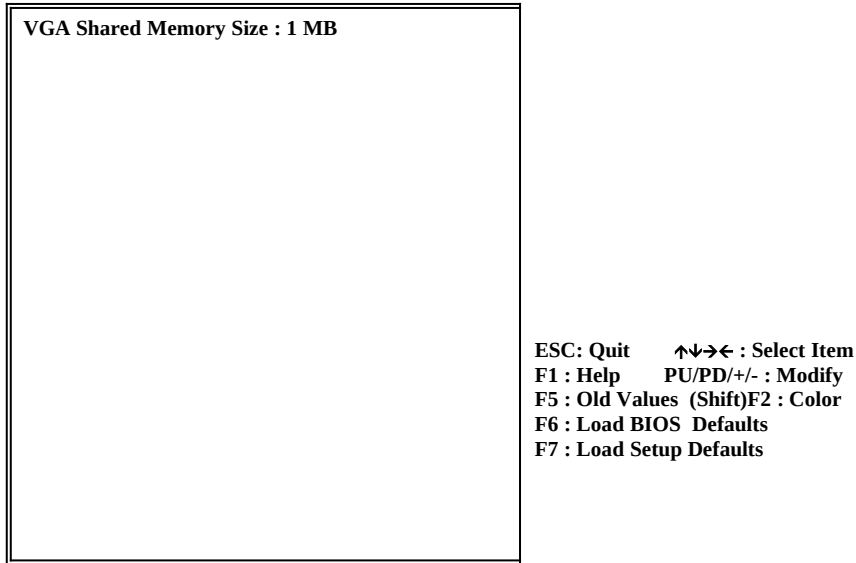 VGA Shared Memory Size : 1 MB
ESC: Quit ↑↓→← : Select Item
F1 : Help PU/PD/+/- : Modify
F5 : Old Values (Shift)F2 : Color
F6 : Load BIOS Defaults
F7 : Load Setup Defaults